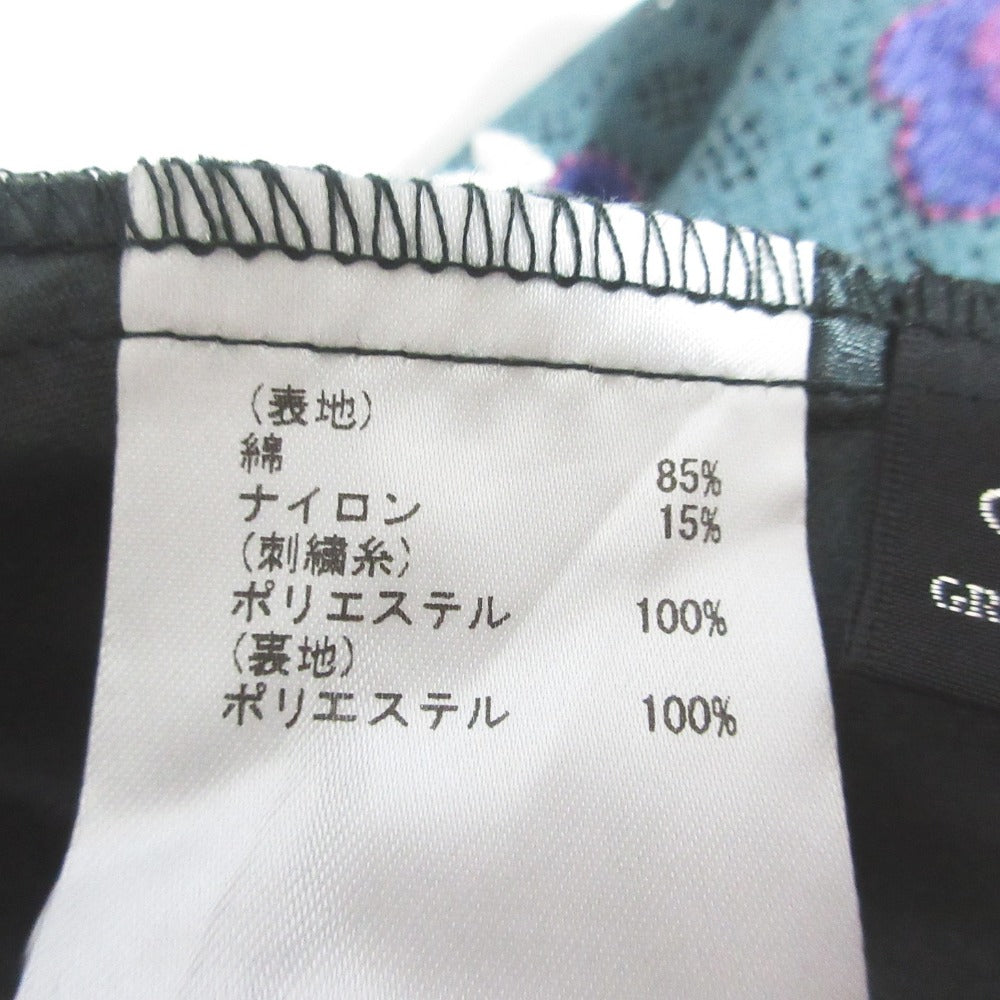 (表地)
綿 85%
ナイロン 15%
(刺繍糸)
ポリエステル 100%
(裏地)
ポリエステル 100%